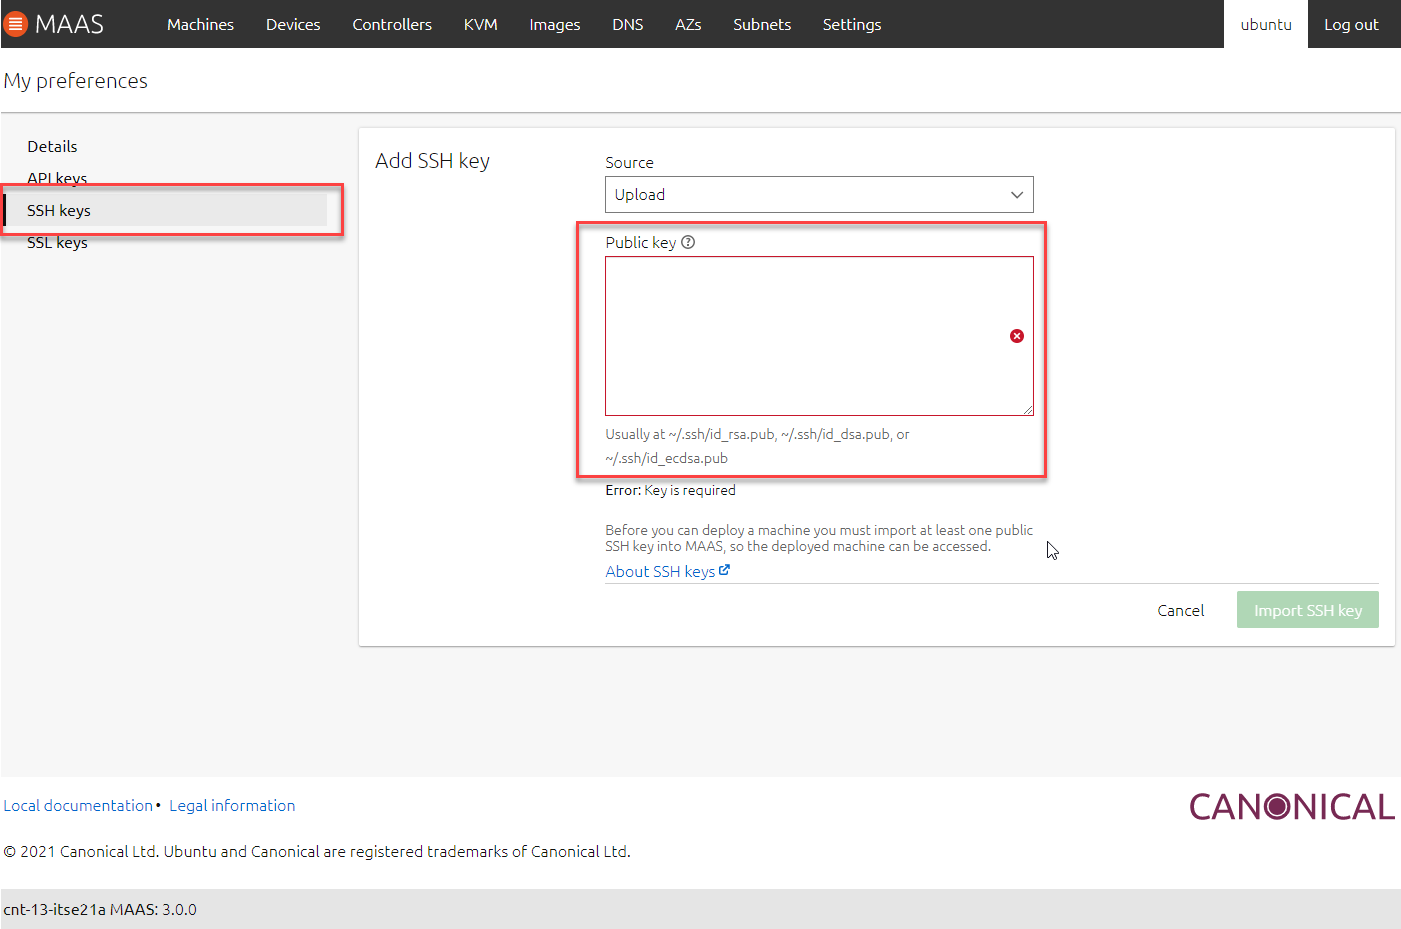 MAAS Machines Devices Controllers KVM Images DNS AZs Subnets Settings ubuntu Log out
My preferences
Details
API keys
SSH keys
SSL keys
Add SSH key
Source
Upload
Public key
Usually at ~/.ssh/id_rsa.pub, ~/.ssh/id_dsa.pub, or
~/.ssh/id_ecdsa.pub
Error: Key is required
Before you can deploy a machine you must import at least one public
SSH key into MAAS, so the deployed machine can be accessed.
About SSH keys
Cancel Import SSH key
Local documentation • Legal information
CANONICAL
© 2021 Canonical Ltd. Ubuntu and Canonical are registered trademarks of Canonical Ltd.
cnt-13-itse21a MAAS: 3.0.0